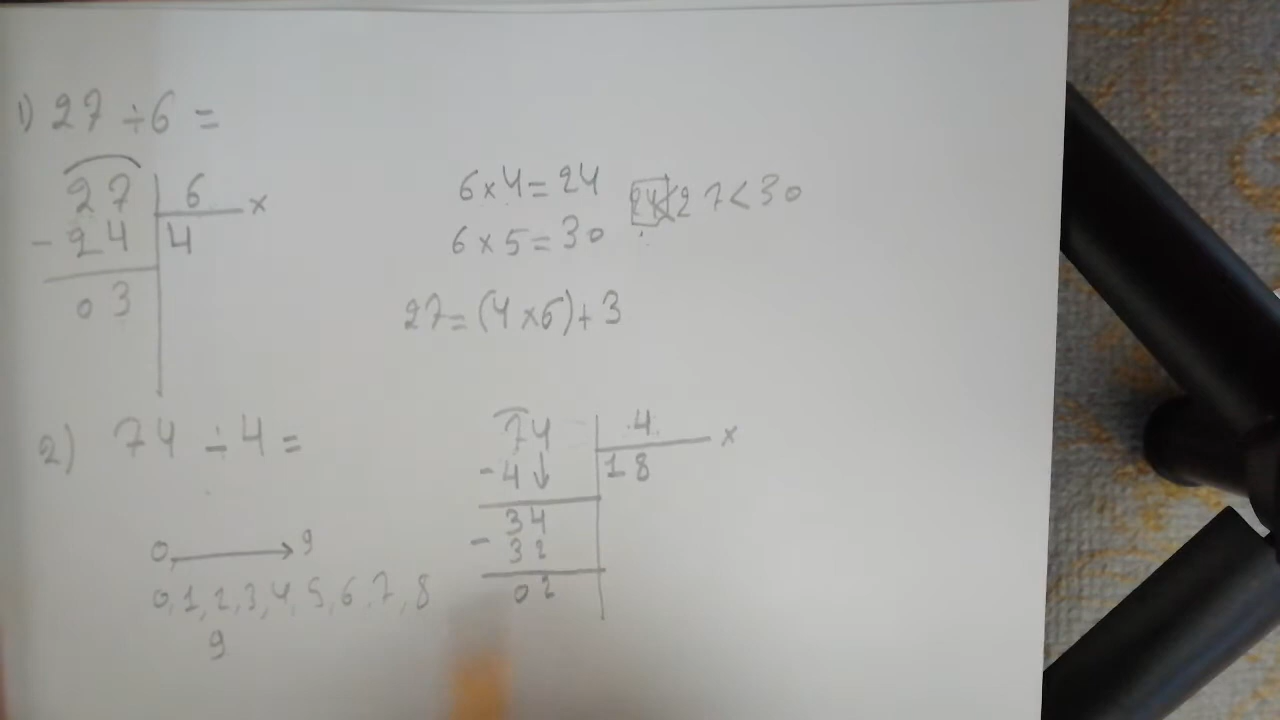 1) 27 ÷ 6 =
27 6 x
- 24 4
03
6 x 4 = 24
24 < 27 < 30
6 x 5 = 30
27 = (4 x 6) + 3
2) 74 ÷ 4 =
0, → 9
0, 1, 2, 3, 4, 5, 6, 7, 8
9
74 4 x
- 4 ↓ 18
34
- 32
02